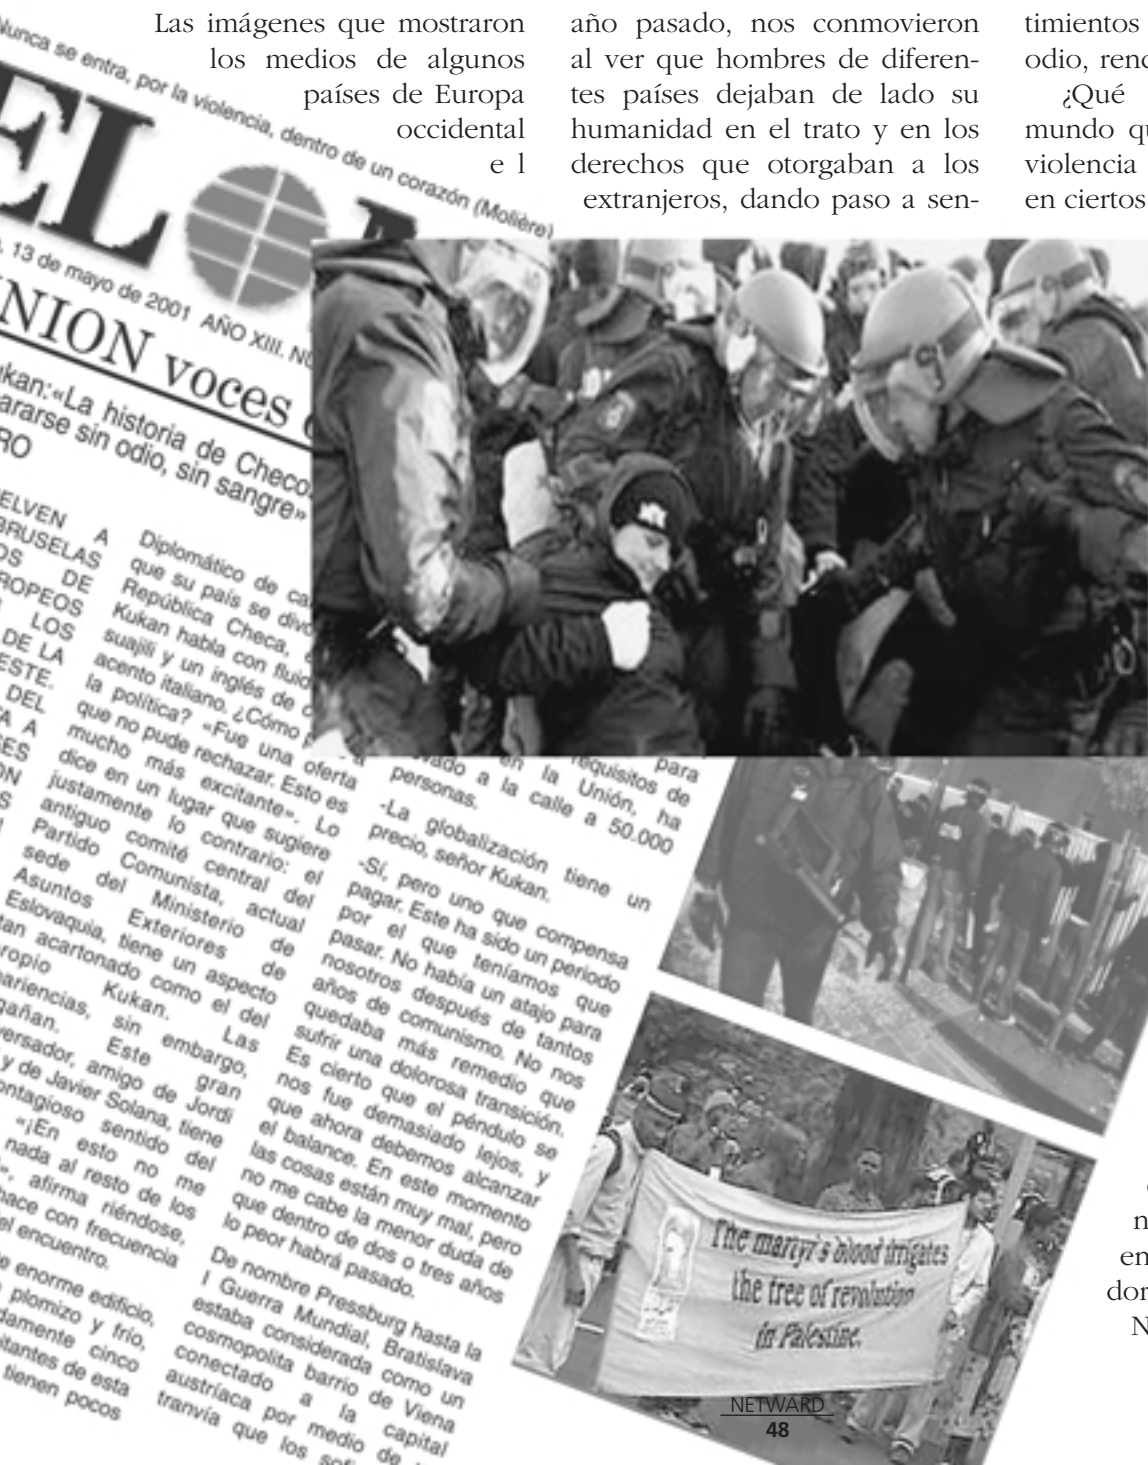 Las imágenes que mostraron
los medios de algunos
países de Europa
occidental
e l
año pasado, nos conmovieron
al ver que hombres de diferen-
tes países dejaban de lado su
humanidad en el trato y en los
derechos que otorgaban a los
extranjeros, dando paso a sen-
timientos
odio,
¿Qué
mundo
violencia
en ciertos
Nunca se entra, por la violencia, dentro de un corazón (Molière)
EL
13 de mayo de 2001 AÑO XIII.
voces
«La historia de
sin odio, sin sangre»
A
BRUSELAS
DE
LOS
DE LA
ESTE.
DEL
A
Diplomático de
que su país se
República Checa,
Kukan habla con
suajili y un inglés de
acento italiano. ¿Cómo
la política? «Fue una oferta
que no pude rechazar. Esto es
mucho más excitante». Lo
dice en un lugar que sugiere
justamente lo contrario: el
antiguo comité central del
Partido Comunista, actual
sede del Ministerio de
Asuntos Exteriores de
Eslovaquia, tiene un aspecto
tan acartonado como el del
Kukan. Las
sin embargo,
Este gran
amigo de Jordi
y de Javier Solana, tiene
sentido del
«¡En esto no me
nada al resto de los
afirma riéndose,
hace con frecuencia
encuentro.
enorme edificio,
plomizo y frío,
cinco
de esta
tienen pocos
para
requisitos de
en la Unión, ha
a la calle a 50.000
personas.
-La globalización tiene un
precio, señor Kukan.
-Sí, pero uno que compensa
pagar. Este ha sido un periodo
por el que teníamos que
pasar. No había un atajo para
nosotros después de tantos
años de comunismo. No nos
quedaba más remedio que
sufrir una dolorosa transición.
Es cierto que el péndulo se
nos fue demasiado lejos, y
que ahora debemos alcanzar
el balance. En este momento
las cosas están muy mal, pero
no me cabe la menor duda de
que dentro de dos o tres años
lo peor habrá pasado.
De nombre Pressburg hasta la
I Guerra Mundial, Bratislava
estaba considerada como un
cosmopolita barrio de Viena
conectado a la capital
austríaca por medio de
tranvía que los
The martyr's blood irrigates
the tree of revolution
in Palestine.
en
N
NETWARD
48